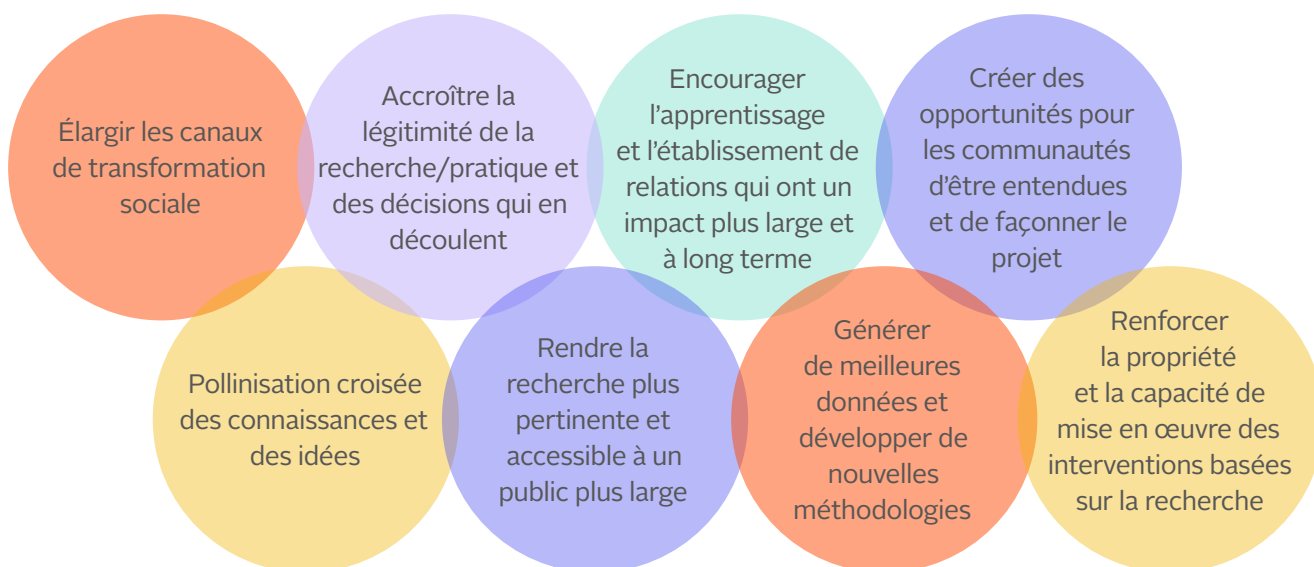 Élargir les canaux
de transformation
sociale
Accroître la
légitimité de la
recherche/pratique et
des décisions qui en
découlent
Encourager
l'apprentissage
et l'établissement de
relations qui ont un
impact plus large et
à long terme
Créer des
opportunités pour
les communautés
d'être entendues
et de façonner le
projet
Pollinisation croisée
des connaissances et
des idées
Rendre la
recherche plus
pertinente et
accessible à un
public plus large
Générer
de meilleures
données et
développer de
nouvelles
méthodologies
Renforcer
la propriété
et la capacité de
mise en œuvre des
interventions basées
sur la recherche